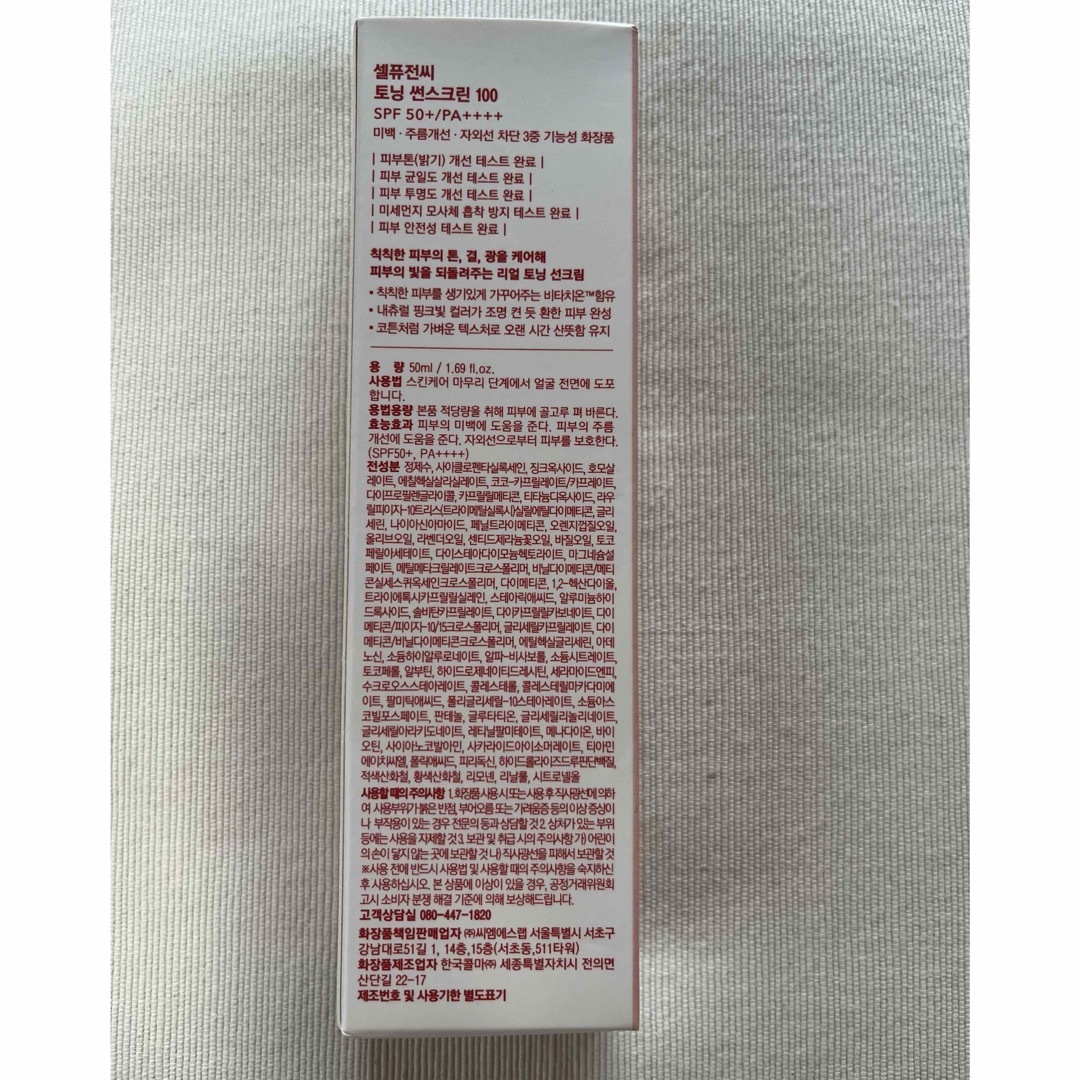 셀퓨전씨
토닝 썬스크린 100
SPF 50+/PA++++
미백 · 주름개선 · 자외선 차단 3중 기능성 화장품
| 피부톤(밝기) 개선 테스트 완료 |
| 피부 균일도 개선 테스트 완료 |
| 피부 투명도 개선 테스트 완료 |
| 미세먼지 모사체 흡착 방지 테스트 완료 |
| 피부 안전성 테스트 완료 |
칙칙한 피부의 톤, 결, 광을 케어해
피부의 빛을 되돌려주는 리얼 토닝 선크림
• 칙칙한 피부를 생기있게 가꾸어주는 비타치온™함유
• 내츄럴 핑크빛 컬러가 조명 켠 듯 환한 피부 완성
• 코튼처럼 가벼운 텍스처로 오랜 시간 산뜻함 유지
용 량 50ml / 1.69 fl.oz.
사용법 스킨케어 마무리 단계에서 얼굴 전면에 도포
합니다.
용법용량 본품 적당량을 취해 피부에 골고루 펴 바른다.
효능효과 피부의 미백에 도움을 준다. 피부의 주름
개선에 도움을 준다. 자외선으로부터 피부를 보호한다.
(SPF50+, PA++++)
전성분 정제수, 사이클로펜타실록세인, 징크옥사이드, 호모살
레이트, 에칠헥실살리실레이트, 코코-카프릴레이트/카프레이트,
다이프로필렌글라이콜, 카프릴릴메티콘, 티타늄디옥사이드, 라우
릴피이지-10트리스(트라이메틸실록시)실릴에틸다이메티콘, 글리
세린, 나이아신아마이드, 페닐트라이메티콘, 오렌지껍질오일,
올리브오일, 라벤더오일, 센티드제라늄꽃오일, 바질오일, 토코
페릴아세테이트, 다이스테아다이모늄헥토라이트, 마그네슘설
페이트, 메틸메타크릴레이트크로스폴리머, 비닐다이메티콘/메티
콘실세스퀴옥세인크로스폴리머, 다이메티콘, 1,2-헥산다이올,
트라이에톡시카프릴릴실레인, 스테아릭애씨드, 알루미늄하이
드록사이드, 솔비탄카프릴레이트, 다이카프릴릴카보네이트, 다이
메티콘/피이지-10/15크로스폴리머, 글리세릴카프릴레이트, 다이
메티콘/비닐다이메티콘크로스폴리머, 에틸헥실글리세린, 아데
노신, 소듐하이알루로네이트, 알파-비사보롤, 소듐시트레이트,
토코페롤, 알부틴, 하이드로제네이티드레시틴, 세라마이드엔피,
수크로오스스테아레이트, 콜레스테롤, 콜레스테릴마카다미에
이트, 팔미틱애씨드, 폴리글리세릴-10스테아레이트, 소듐아스
코빌포스페이트, 판테놀, 글루타티온, 글리세릴리놀리네이트,
글리세릴아라키도네이트, 레티닐팔미테이트, 메나다이온, 바이
오틴, 사이아노코발아민, 사카라이드아이소머레이트, 티아민
에이치씨엘, 폴릭애씨드, 피리독신, 하이드롤라이즈드루핀단백질,
적색산화철, 황색산화철, 리모넨, 리날룰, 시트로넬올
사용할 때의 주의사항 1. 화장품 사용 시 또는 사용 후 직사광선에 의하
여 사용부위가 붉은 반점, 부어오름 또는 가려움증 등의 이상 증상이
나 부작용이 있는 경우 전문의 등과 상담할 것 2. 상처가 있는 부위
등에는 사용을 자제할 것 3. 보관 및 취급 시의 주의사항 가) 어린이
의 손이 닿지 않는 곳에 보관할 것 나) 직사광선을 피해서 보관할 것
※사용 전에 반드시 사용법 및 사용할 때의 주의사항을 숙지하신
후 사용하십시오. 본 상품에 이상이 있을 경우, 공정거래위원회
고시 소비자 분쟁 해결 기준에 의해 보상해드립니다.
고객상담실 080-447-1820
화장품책임판매업자 ㈜씨엠에스랩 서울특별시 서초구
강남대로51길 1, 14층,15층(서초동,511타워)
화장품제조업자 한국콜마㈜ 세종특별자치시 전의면
산단길 22-17
제조번호 및 사용기한 별도표기